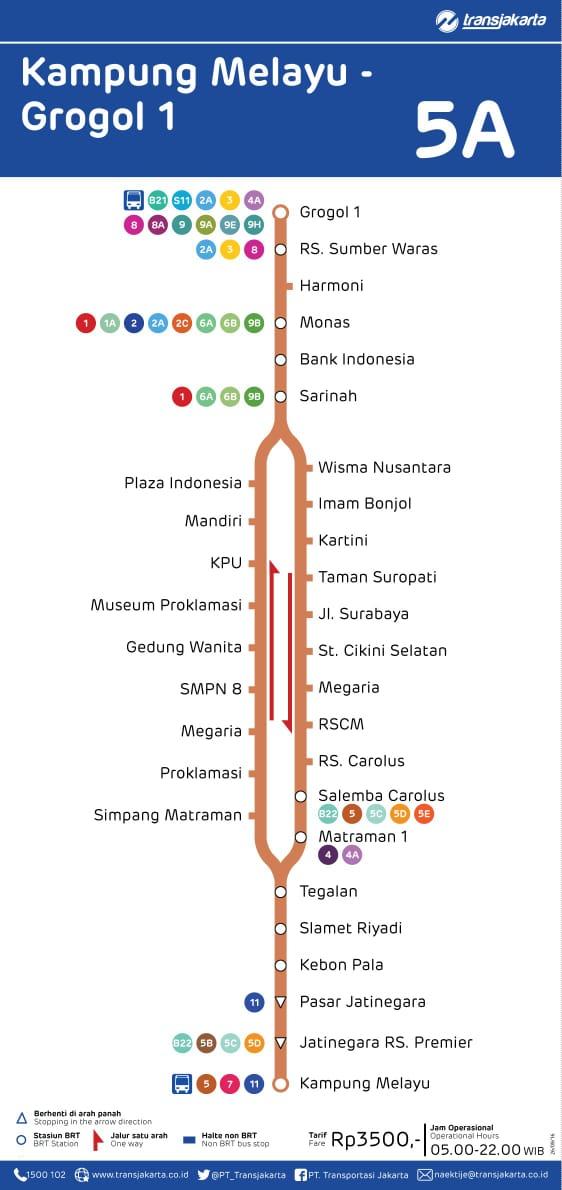 transjakarta
Kampung Melayu -
Grogol 1
5A
B21 S11 2A 3 4A
8 8A 9 9A 9E 9H
Grogol 1
2A 3 8
RS. Sumber Waras
Harmoni
1 1A 2 2A 2C 6A 6B 9B
Monas
Bank Indonesia
1 6A 6B 9B
Sarinah
Plaza Indonesia
Mandiri
KPU
Museum Proklamasi
Gedung Wanita
SMPN 8
Megaria
Proklamasi
Simpang Matraman
Wisma Nusantara
Imam Bonjol
Kartini
Taman Suropati
Jl. Surabaya
St. Cikini Selatan
Megaria
RSCM
RS. Carolus
Salemba Carolus
B22 5 5C 5D 5E
Matraman 1
4 4A
Tegalan
Slamet Riyadi
Kebon Pala
11
Pasar Jatinegara
B22 5B 5C 5D
Jatinegara RS. Premier
5 7 11
Kampung Melayu
Berhenti di arah panah
Stopping in the arrow direction
Stasiun BRT
BRT Station
Jalur satu arah
One way
Halte non BRT
Non BRT bus stop
Tarif
Fare
Rp3500,-
Jam Operasional
Operational Hours
05.00-22.00 WIB
1500 102
www.transjakarta.co.id
@PT_Transjakarta
PT. Transportasi Jakarta
naektije@transjakarta.co.id